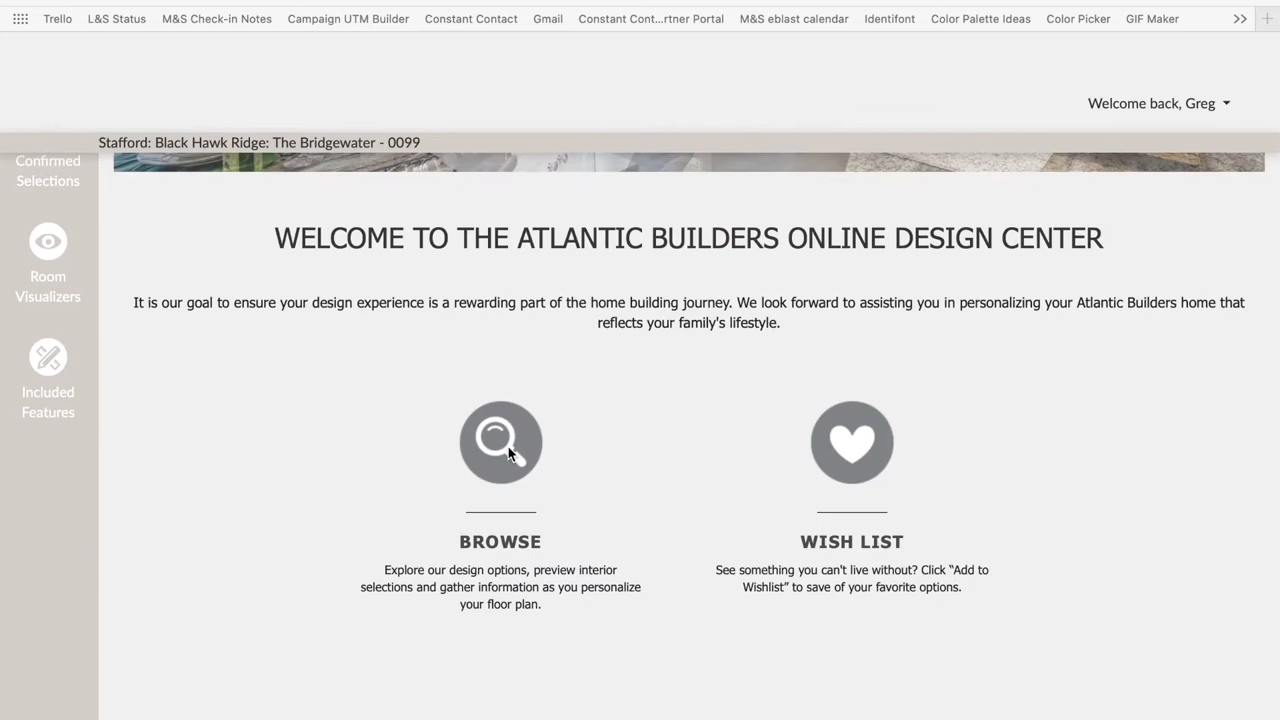 Trello L&S Status M&S Check-in Notes Campaign UTM Builder Constant Contact Gmail Constant Cont...rtner Portal M&S eblast calendar Identifont Color Palette Ideas Color Picker GIF Maker
Welcome back, Greg
Stafford: Black Hawk Ridge: The Bridgewater - 0099
Confirmed
Selections
Room
Visualizers
Included
Features
WELCOME TO THE ATLANTIC BUILDERS ONLINE DESIGN CENTER
It is our goal to ensure your design experience is a rewarding part of the home building journey. We look forward to assisting you in personalizing your Atlantic Builders home that
reflects your family's lifestyle.
BROWSE
Explore our design options, preview interior
selections and gather information as you personalize
your floor plan.
WISH LIST
See something you can't live without? Click “Add to
Wishlist” to save of your favorite options.